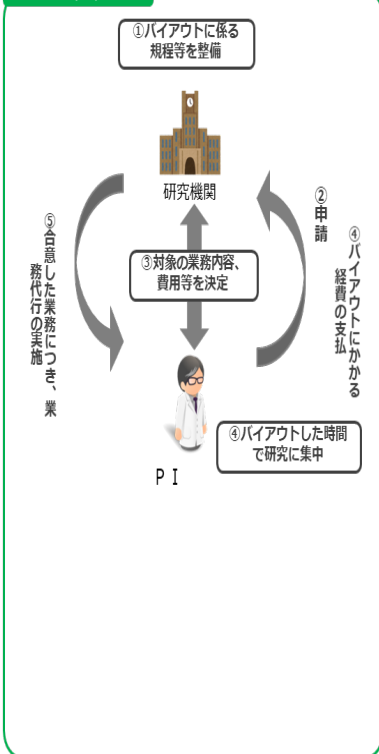 ①バイアウトに係る
規程等を整備
研究機関
②申請
③対象の業務内容、
費用等を決定
④バイアウトにかかる
経費の支払
⑤合意した業務につき、業
務代行の実施
④バイアウトした時間
で研究に集中
ＰＩ